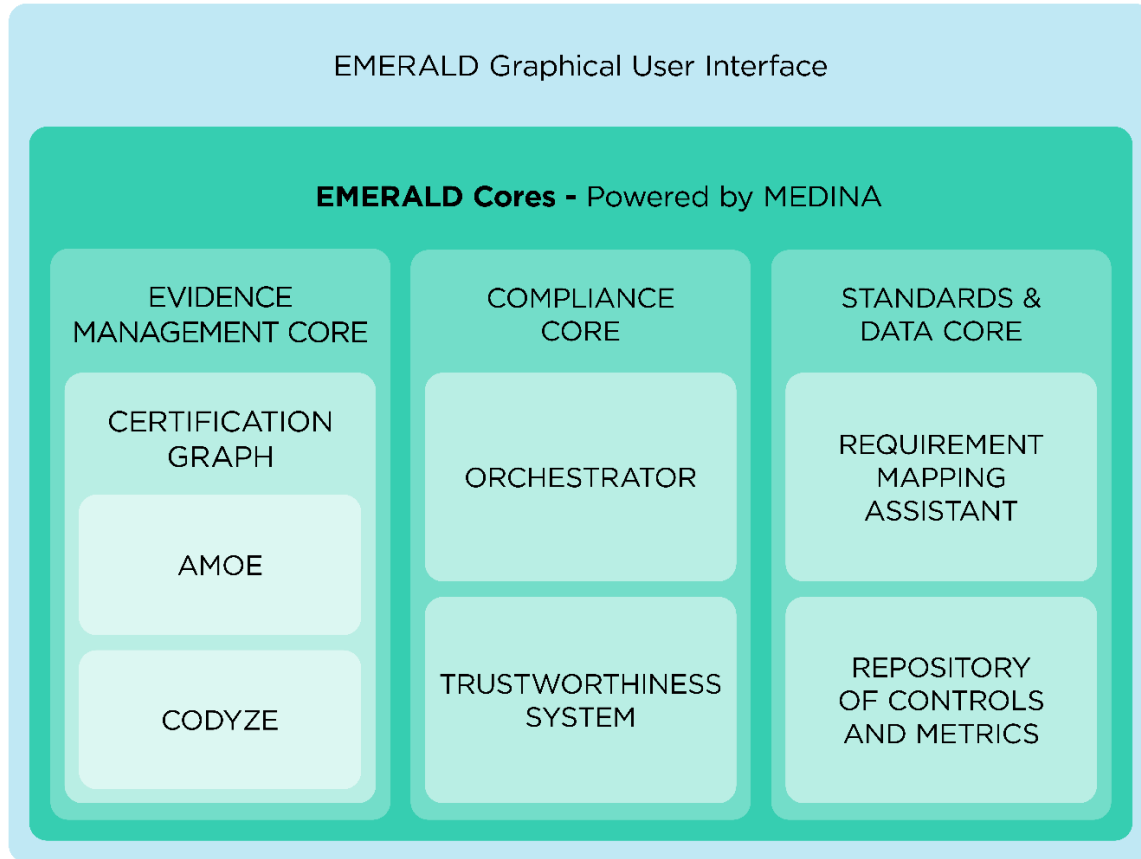 EMERALD Graphical User Interface
EMERALD Cores - Powered by MEDINA
EVIDENCE
MANAGEMENT CORE
CERTIFICATION
GRAPH
AMOE
CODYZE
COMPLIANCE
CORE
ORCHESTRATOR
TRUSTWORTHINESS
SYSTEM
STANDARDS &
DATA CORE
REQUIREMENT
MAPPING
ASSISTANT
REPOSITORY
OF CONTROLS
AND METRICS